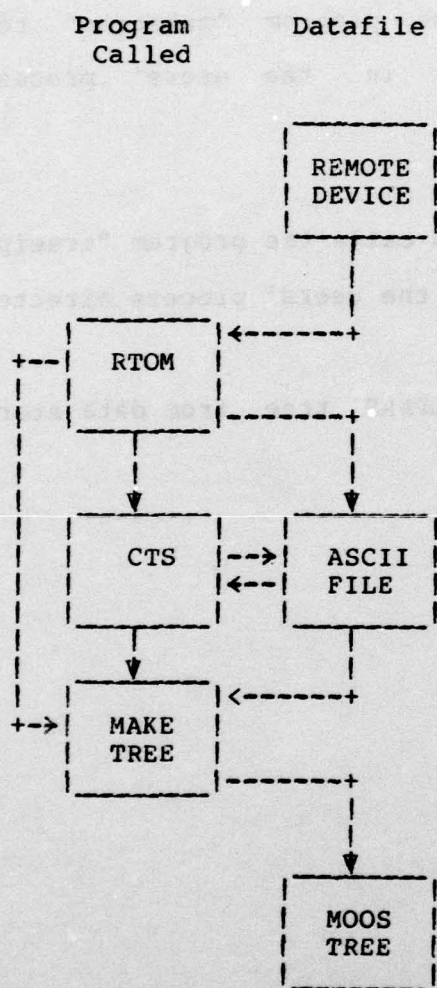 Program Datafile
Called
REMOTE
DEVICE
RTOM
CTS
ASCII
FILE
MAKE
TREE
MOOS
TREE